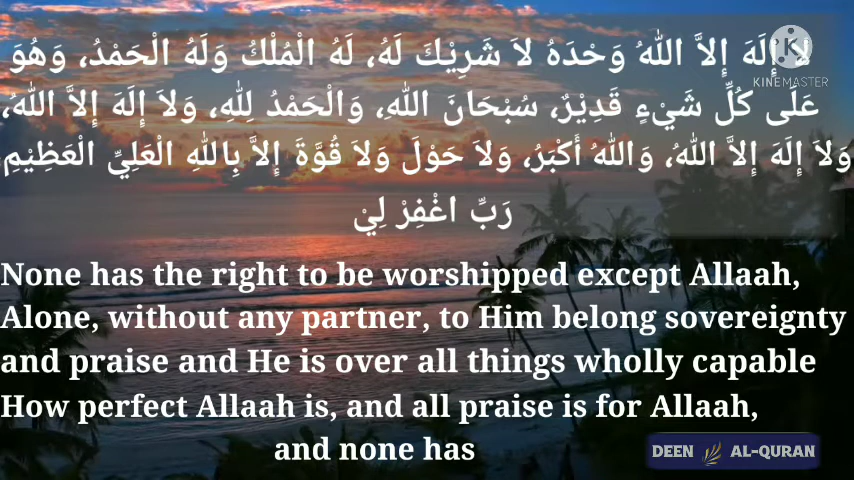 لَا إِلَهَ إِلاَّ اللهُ وَحْدَهُ لاَ شَرِيْكَ لَهُ، لَهُ الْمُلْكُ وَلَهُ الْحَمْدُ، وَهُوَ
KINEMASTER
عَلَى كُلِّ شَيْءٍ قَدِيْرٌ، سُبْحَانَ اللهِ، وَالْحَمْدُ لِلهِ، وَلاَ إِلَهَ إِلاَّ اللهُ،
وَلاَ إِلَهَ إِلاَّ اللهُ، وَاللهُ أَكْبَرُ، وَلاَ حَوْلَ وَلاَ قُوَّةَ إِلاَّ بِاللهِ الْعَلِيِّ الْعَظِيْمِ
رَبِّ اغْفِرْ لِيْ
None has the right to be worshipped except Allaah,
Alone, without any partner, to Him belong sovereignty
and praise and He is over all things wholly capable
How perfect Allaah is, and all praise is for Allaah,
and none has
DEEN AL-QURAN